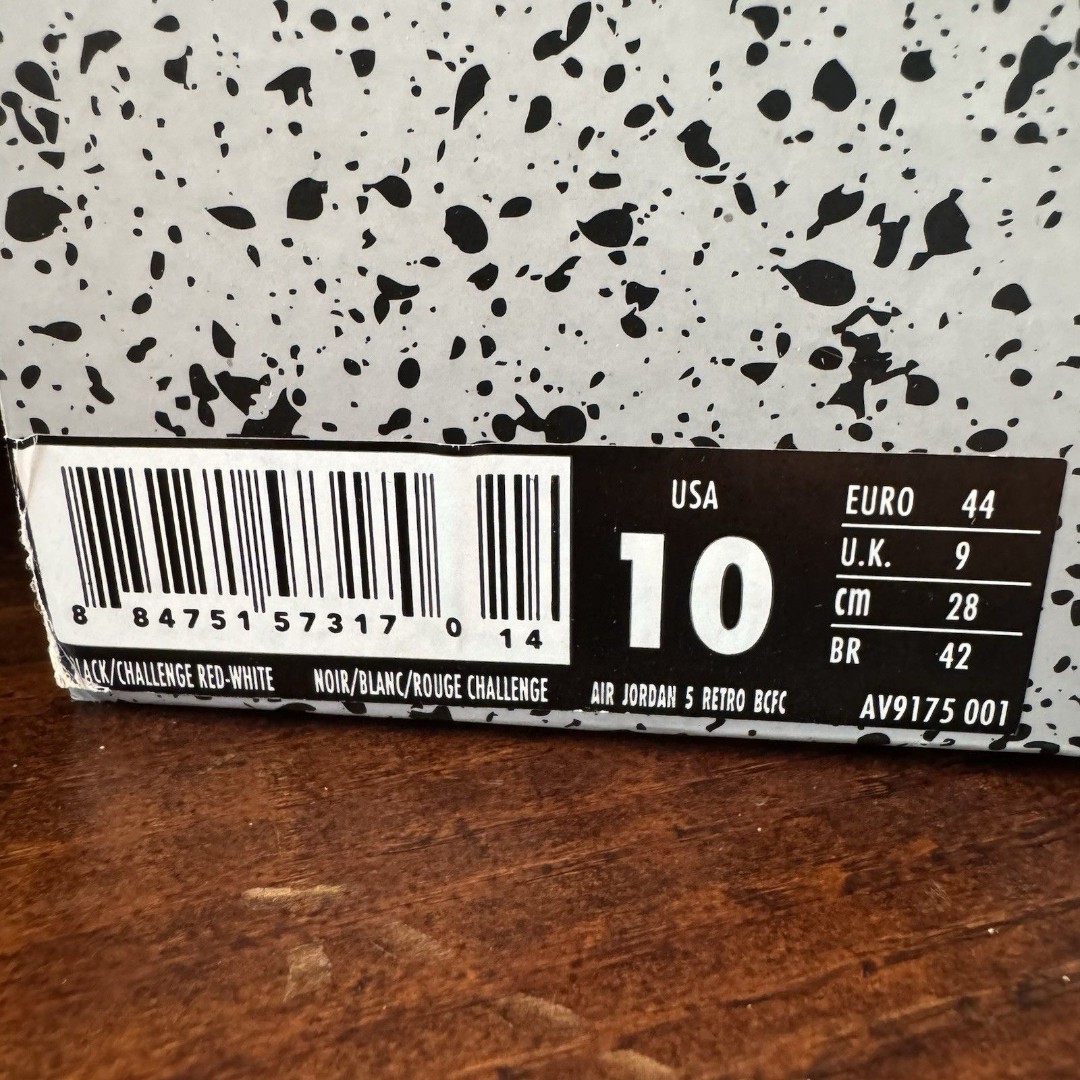 8 84751 57317 0 14
LACK/CHALLENGE RED-WHITE NOIR/BLANC/ROUGE CHALLENGE
USA
10
AIR JORDAN 5 RETRO BCFC
EURO 44
U.K. 9
cm 28
BR 42
AV9175 001